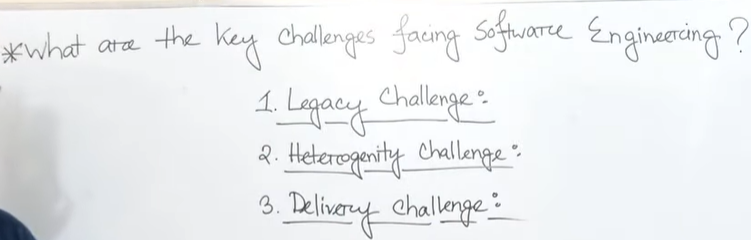 *What are the key challenges facing Software Engineering?
1. Legacy Challenge:
2. Heterogenity Challenge:
3. Delivery Challenge: